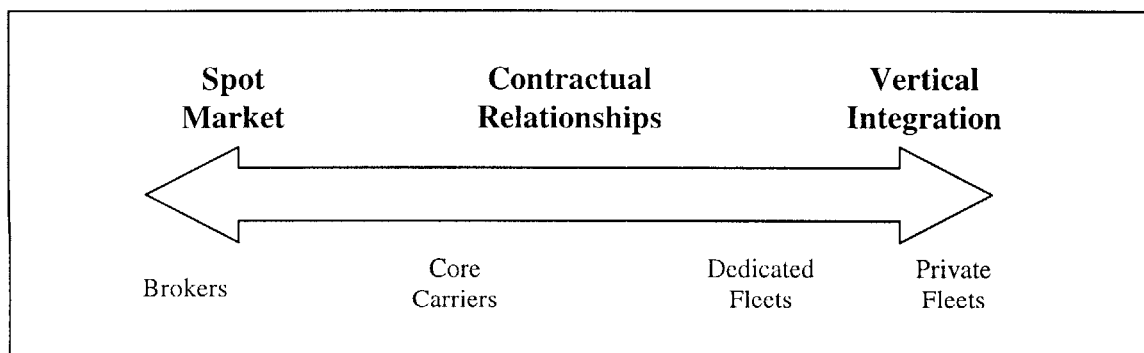 Spot
Market
Contractual
Relationships
Vertical
Integration
Brokers
Core
Carriers
Dedicated
Fleets
Private
Fleets